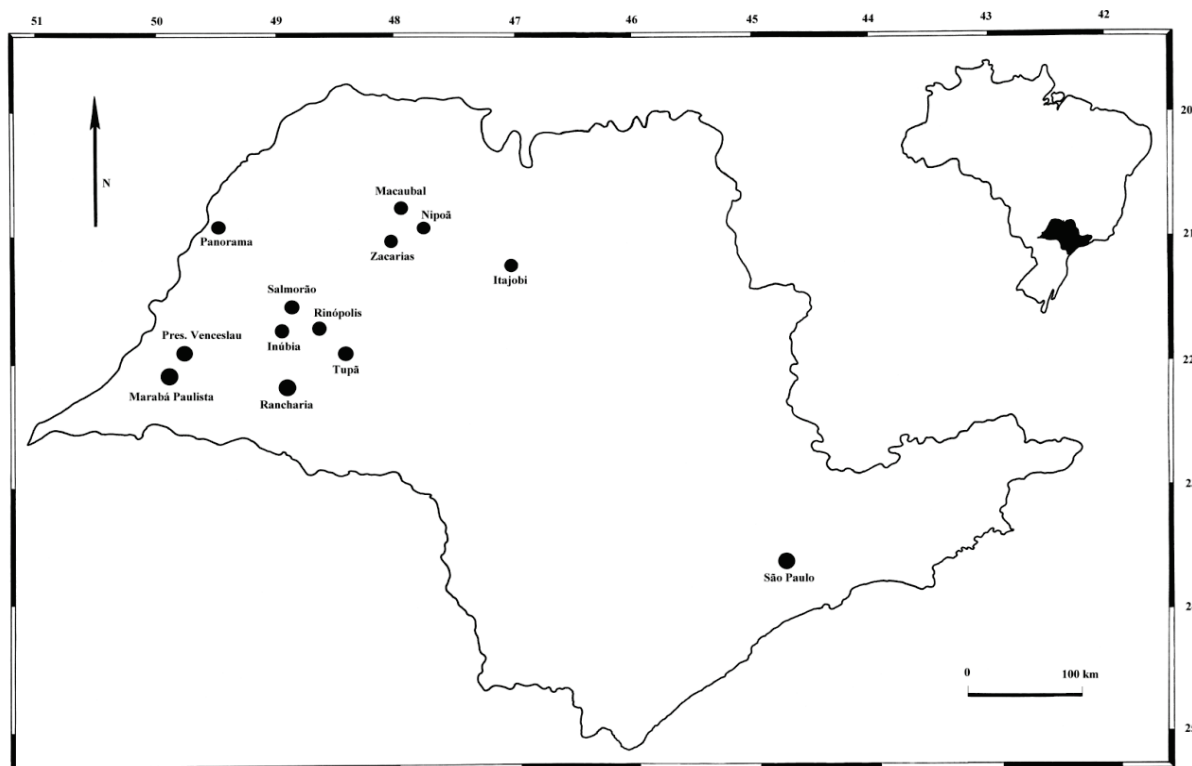 51 50 49 48 47 46 45 44 43 42
20
N
Macaubal
Nipoã
Panorama
21
Zacarias
Itajobi
Salmorão
Rinópolis
Pres. Venceslau
Inúbia
22
Tupã
Marabá Paulista
Rancharia
São Paulo
0 100 km